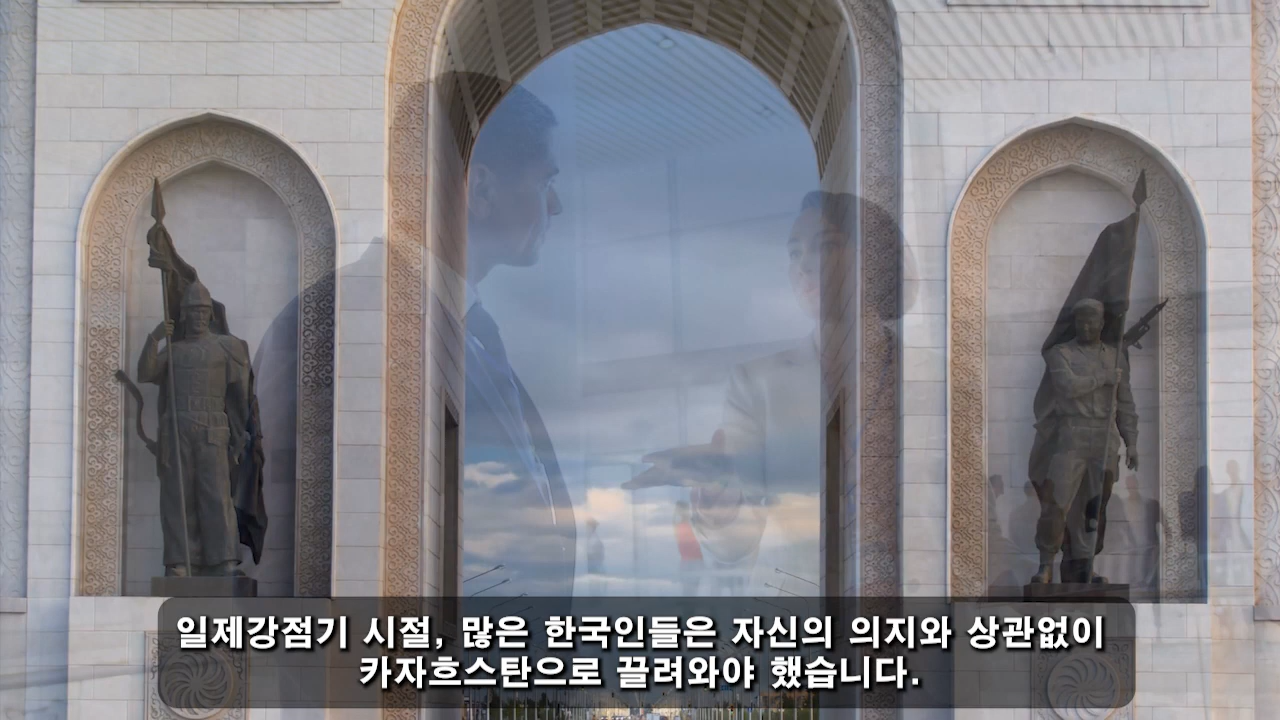 일제강점기 시절, 많은 한국인들은 자신의 의지와 상관없이
카자흐스탄으로 끌려와야 했습니다.